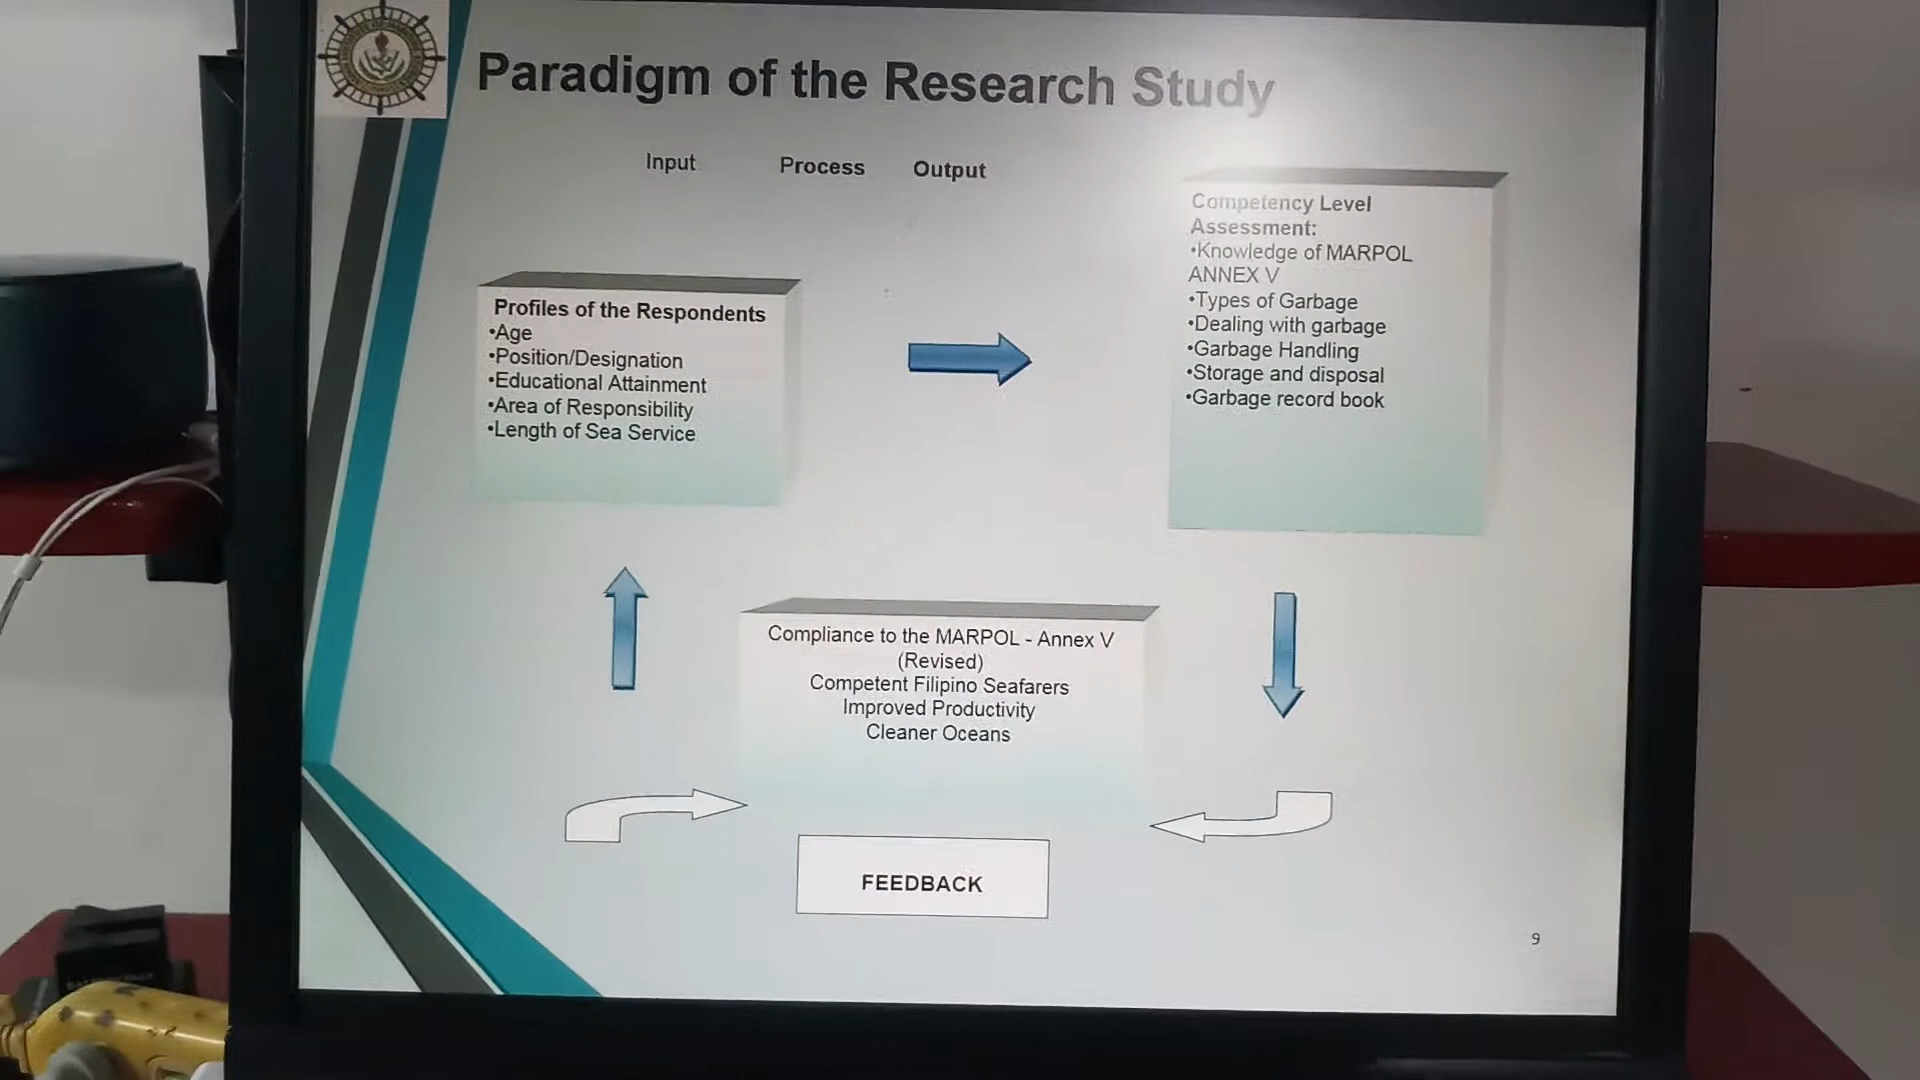 Paradigm of the Research Study
Input Process Output
Profiles of the Respondents
•Age
•Position/Designation
•Educational Attainment
•Area of Responsibility
•Length of Sea Service
Competency Level
Assessment:
•Knowledge of MARPOL
ANNEX V
•Types of Garbage
•Dealing with garbage
•Garbage Handling
•Storage and disposal
•Garbage record book
Compliance to the MARPOL - Annex V
(Revised)
Competent Filipino Seafarers
Improved Productivity
Cleaner Oceans
FEEDBACK
9